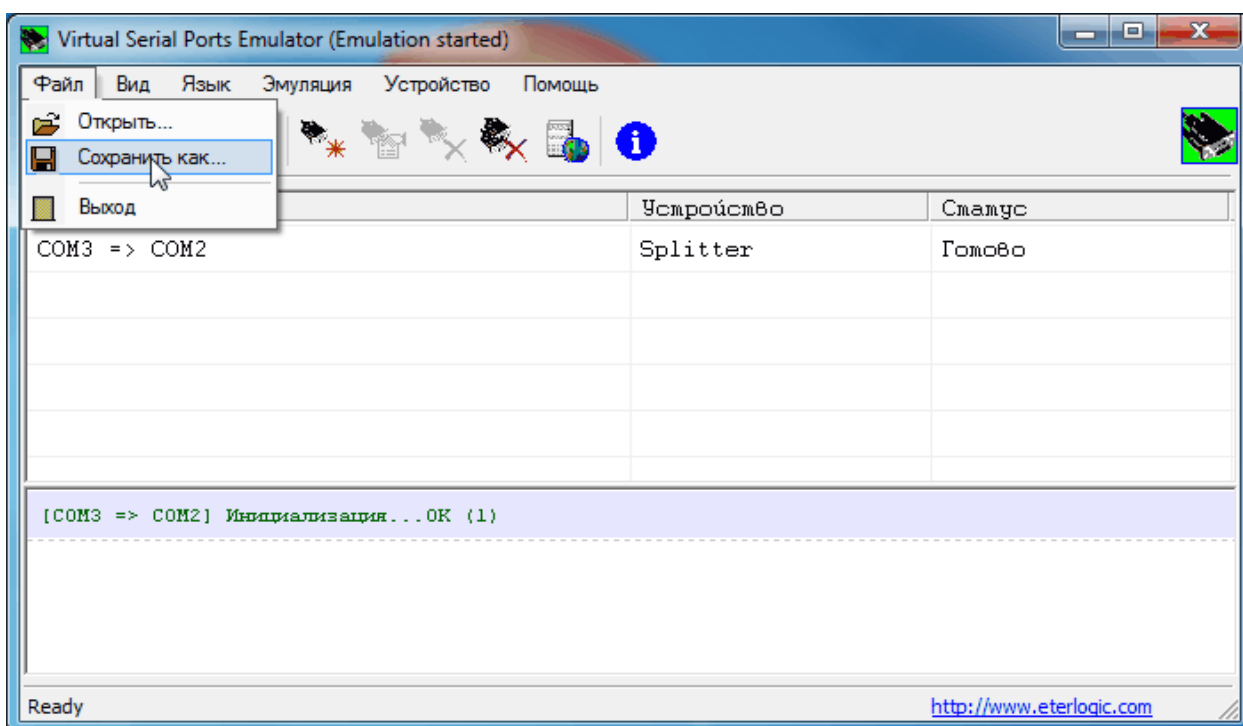 Virtual Serial Ports Emulator (Emulation started)
Файл Вид Язык Эмуляция Устройство Помощь
Открыть...
Сохранить как...
Выход
Устройство Статус
COM3 => COM2 Splitter Готово
[COM3 => COM2] Инициализация...OK (1)
Ready http://www.eterlogic.com